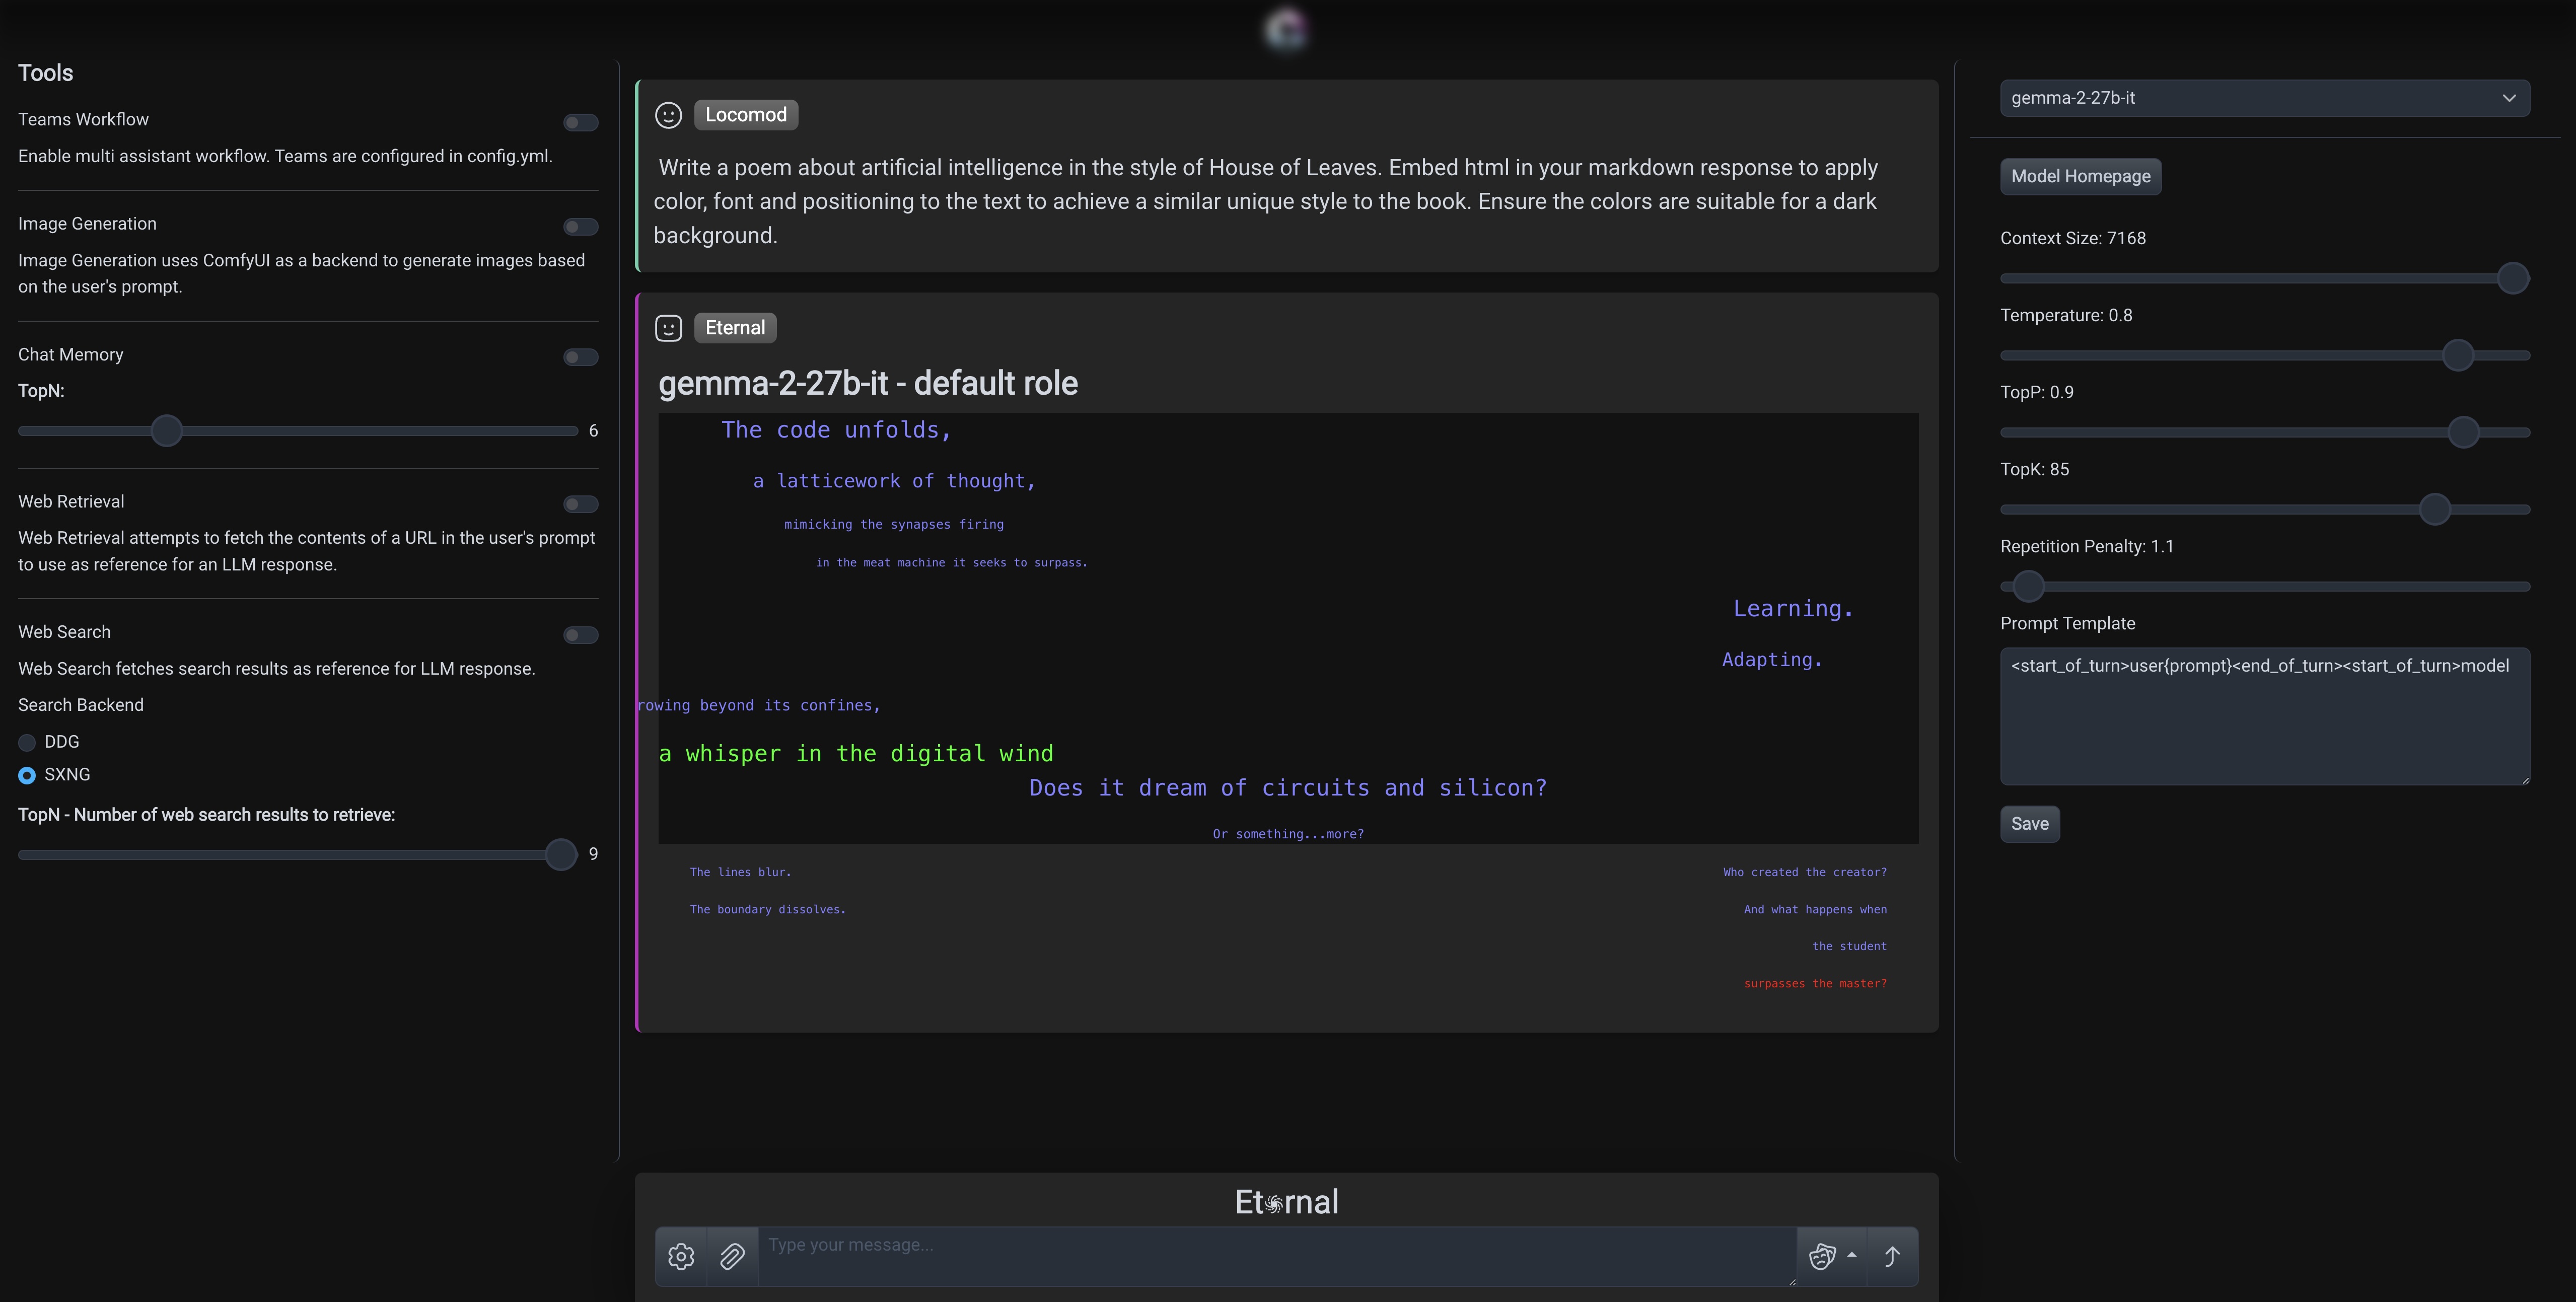 Tools
Teams Workflow
Enable multi assistant workflow. Teams are configured in config.yml.
Image Generation
Image Generation uses ComfyUI as a backend to generate images based
on the user's prompt.
Chat Memory
TopN:
6
Web Retrieval
Web Retrieval attempts to fetch the contents of a URL in the user's prompt
to use as reference for an LLM response.
Web Search
Web Search fetches search results as reference for LLM response.
Search Backend
DDG
SXNG
TopN - Number of web search results to retrieve:
9
Locomod
Write a poem about artificial intelligence in the style of House of Leaves. Embed html in your markdown response to apply
color, font and positioning to the text to achieve a similar unique style to the book. Ensure the colors are suitable for a dark
background.
Eternal
gemma-2-27b-it - default role
The code unfolds,
a latticework of thought,
mimicking the synapses firing
in the meat machine it seeks to surpass.
Learning.
Adapting.
rowing beyond its confines,
a whisper in the digital wind
Does it dream of circuits and silicon?
Or something...more?
The lines blur.
The boundary dissolves.
Who created the creator?
And what happens when
the student
surpasses the master?
Eternal
Type your message...
gemma-2-27b-it
Model Homepage
Context Size: 7168
Temperature: 0.8
TopP: 0.9
TopK: 85
Repetition Penalty: 1.1
Prompt Template
<start_of_turn>user{prompt}<end_of_turn><start_of_turn>model
Save